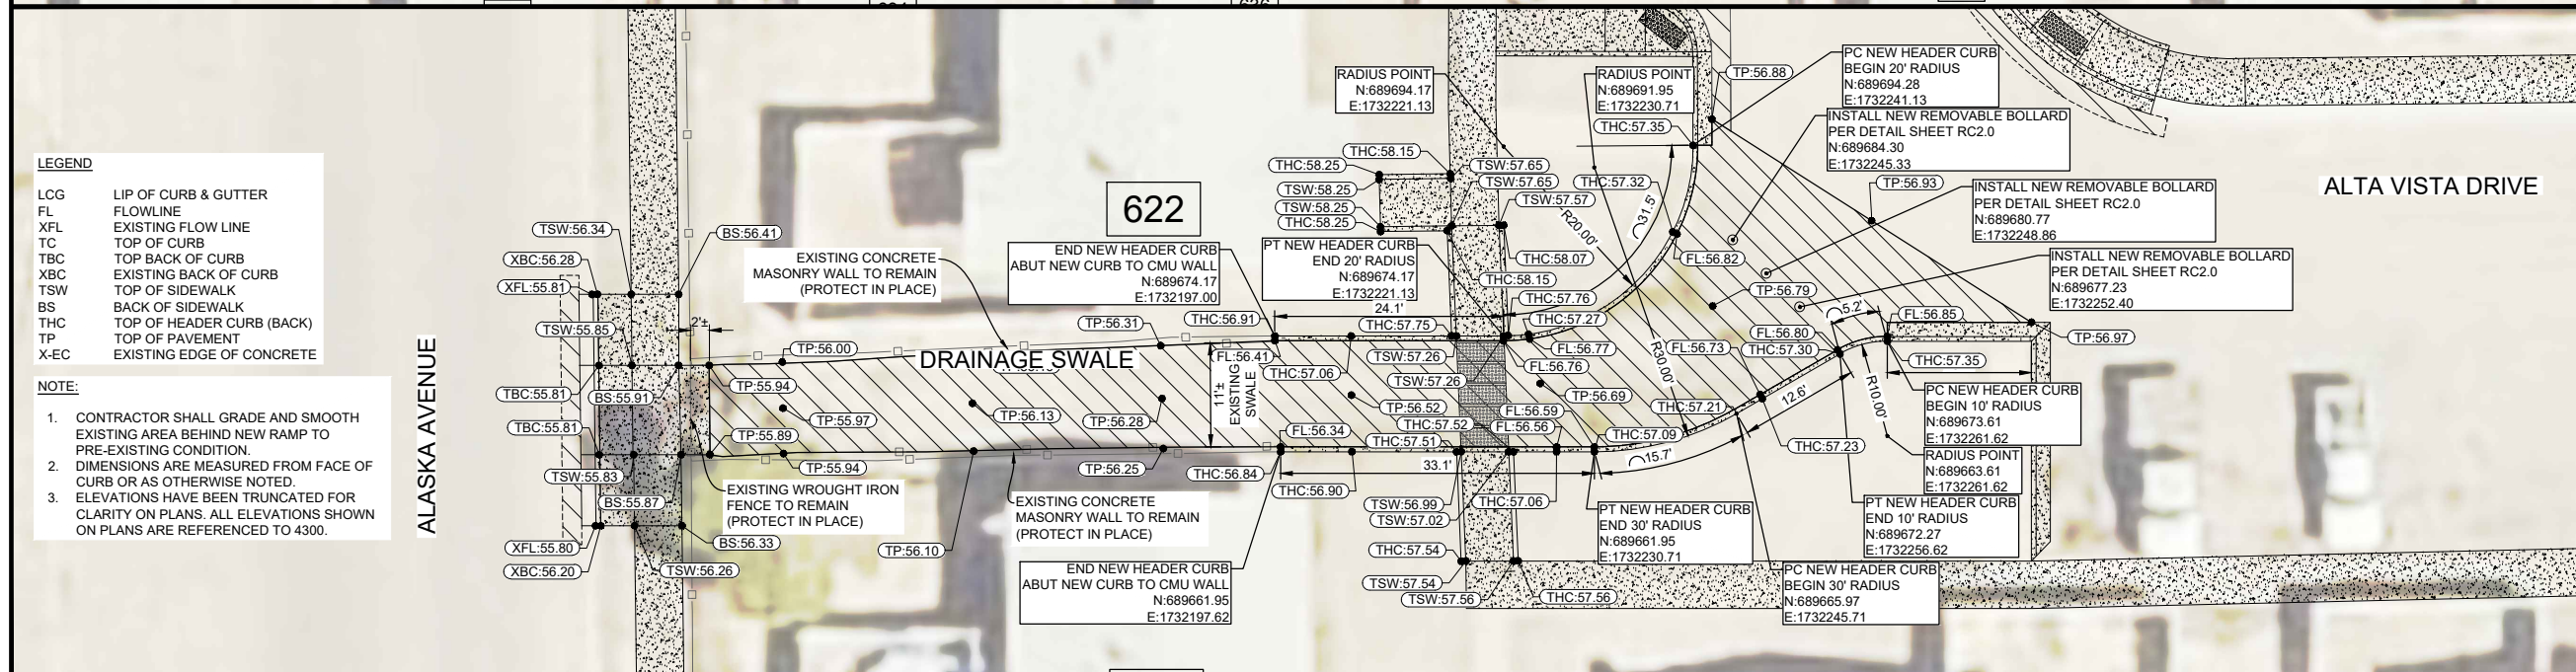 622
LEGEND
LCG LIP OF CURB & GUTTER
FL FLOWLINE
XFL EXISTING FLOW LINE
TC TOP OF CURB
TBC TOP BACK OF CURB
XBC EXISTING BACK OF CURB
TSW TOP OF SIDEWALK
BS BACK OF SIDEWALK
THC TOP OF HEADER CURB (BACK)
TP TOP OF PAVEMENT
X-EC EXISTING EDGE OF CONCRETE
NOTE:
1. CONTRACTOR SHALL GRADE AND SMOOTH
EXISTING AREA BEHIND NEW RAMP TO
PRE-EXISTING CONDITION.
2. DIMENSIONS ARE MEASURED FROM FACE OF
CURB OR AS OTHERWISE NOTED.
3. ELEVATIONS HAVE BEEN TRUNCATED FOR
CLARITY ON PLANS. ALL ELEVATIONS SHOWN
ON PLANS ARE REFERENCED TO 4300.
ALASKA AVENUE
TSW:56.34
XBC:56.28
XFL:55.81
TSW:55.85
TBC:55.81
TBC:55.81
TSW:55.83
XFL:55.80
XBC:56.20
BS:56.41
BS:55.91
BS:55.87
BS:56.33
TSW:56.26
2'±
EXISTING CONCRETE
MASONRY WALL TO REMAIN
(PROTECT IN PLACE)
TP:56.00
TP:55.94
TP:55.97
TP:55.89
TP:55.94
EXISTING WROUGHT IRON
FENCE TO REMAIN
(PROTECT IN PLACE)
DRAINAGE SWALE
TP:56.31
TP:56.13
TP:56.28
TP:56.25
TP:56.10
EXISTING CONCRETE
MASONRY WALL TO REMAIN
(PROTECT IN PLACE)
END NEW HEADER CURB
ABUT NEW CURB TO CMU WALL
N:689674.17
E:1732197.00
THC:56.91
FL:56.41
11'±
EXISTING
SWALE
THC:56.84
END NEW HEADER CURB
ABUT NEW CURB TO CMU WALL
N:689661.95
E:1732197.62
RADIUS POINT
N:689694.17
E:1732221.13
THC:58.15
THC:58.25
TSW:58.25
TSW:58.25
THC:58.25
TSW:57.65
TSW:57.65
TSW:57.57
PT NEW HEADER CURB
END 20' RADIUS
N:689674.17
E:1732221.13
THC:58.07
THC:58.15
THC:57.76
24.1'
THC:57.75
THC:57.27
TSW:57.26
FL:56.77
THC:57.06
TSW:57.26
FL:56.76
TP:56.52
TP:56.69
THC:57.52
FL:56.59
FL:56.34
THC:57.51
FL:56.56
THC:57.09
33.1'
THC:56.90
TSW:56.99
THC:57.06
TSW:57.02
THC:57.54
TSW:57.54
TSW:57.56
THC:57.56
RADIUS POINT
N:689691.95
E:1732230.71
THC:57.35
THC:57.32
R20.00'
31.5'
R30.00'
TP:56.88
PC NEW HEADER CURB
BEGIN 20' RADIUS
N:689694.28
E:1732241.13
INSTALL NEW REMOVABLE BOLLARD
PER DETAIL SHEET RC2.0
N:689684.30
E:1732245.33
TP:56.93
INSTALL NEW REMOVABLE BOLLARD
PER DETAIL SHEET RC2.0
N:689680.77
E:1732248.86
INSTALL NEW REMOVABLE BOLLARD
PER DETAIL SHEET RC2.0
N:689677.23
E:1732252.40
ALTA VISTA DRIVE
FL:56.82
TP:56.79
5.2'
FL:56.85
FL:56.80
FL:56.73
THC:57.30
TP:56.97
THC:57.35
THC:57.21
12.6'
R10.00'
THC:57.23
15.7'
PC NEW HEADER CURB
BEGIN 10' RADIUS
N:689673.61
E:1732261.62
RADIUS POINT
N:689663.61
E:1732261.62
PT NEW HEADER CURB
END 10' RADIUS
N:689672.27
E:1732256.62
PT NEW HEADER CURB
END 30' RADIUS
N:689661.95
E:1732230.71
PC NEW HEADER CURB
BEGIN 30' RADIUS
N:689665.97
E:1732245.71